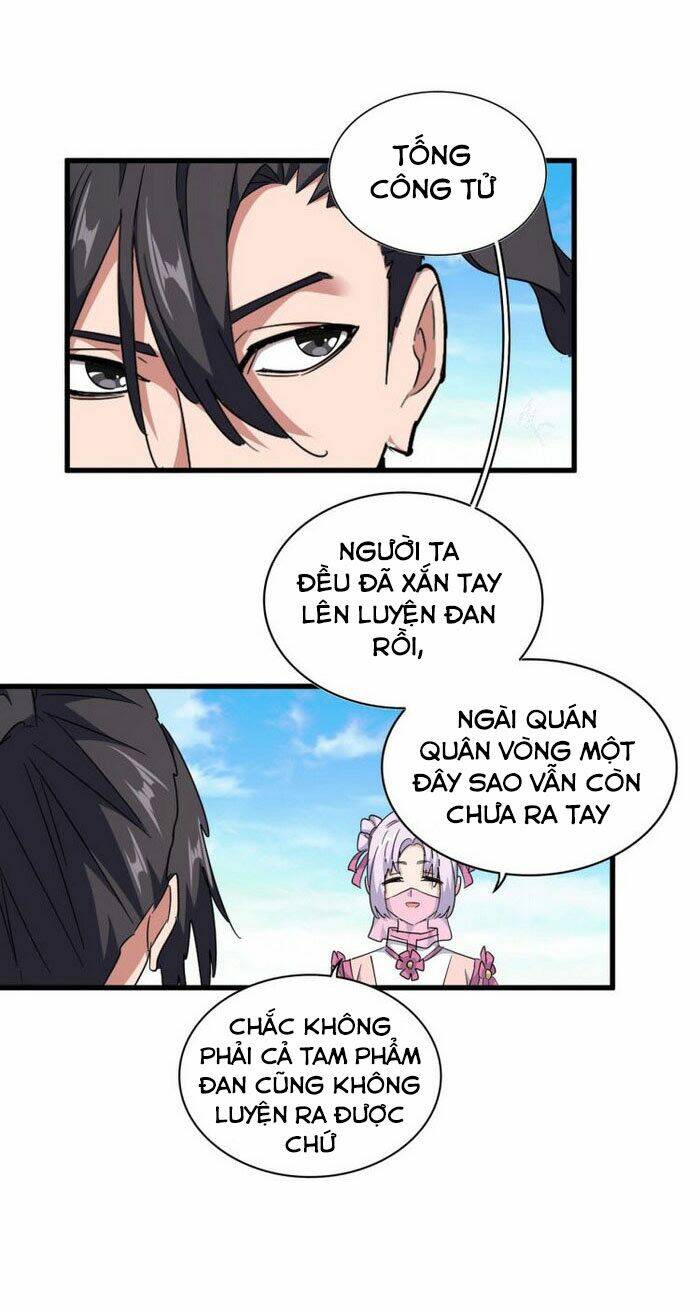 TỐNG
CÔNG TỬ
NGƯỜI TA
ĐỀU ĐÃ XẮN TAY
LÊN LUYỆN ĐAN
RỒI,
NGÀI QUÁN
QUÂN VÒNG MỘT
ĐÂY SAO VẪN CÒN
CHƯA RA TAY
CHẮC KHÔNG
PHẢI CẢ TAM PHẨM
ĐAN CŨNG KHÔNG
LUYỆN RA ĐƯỢC
CHỨ